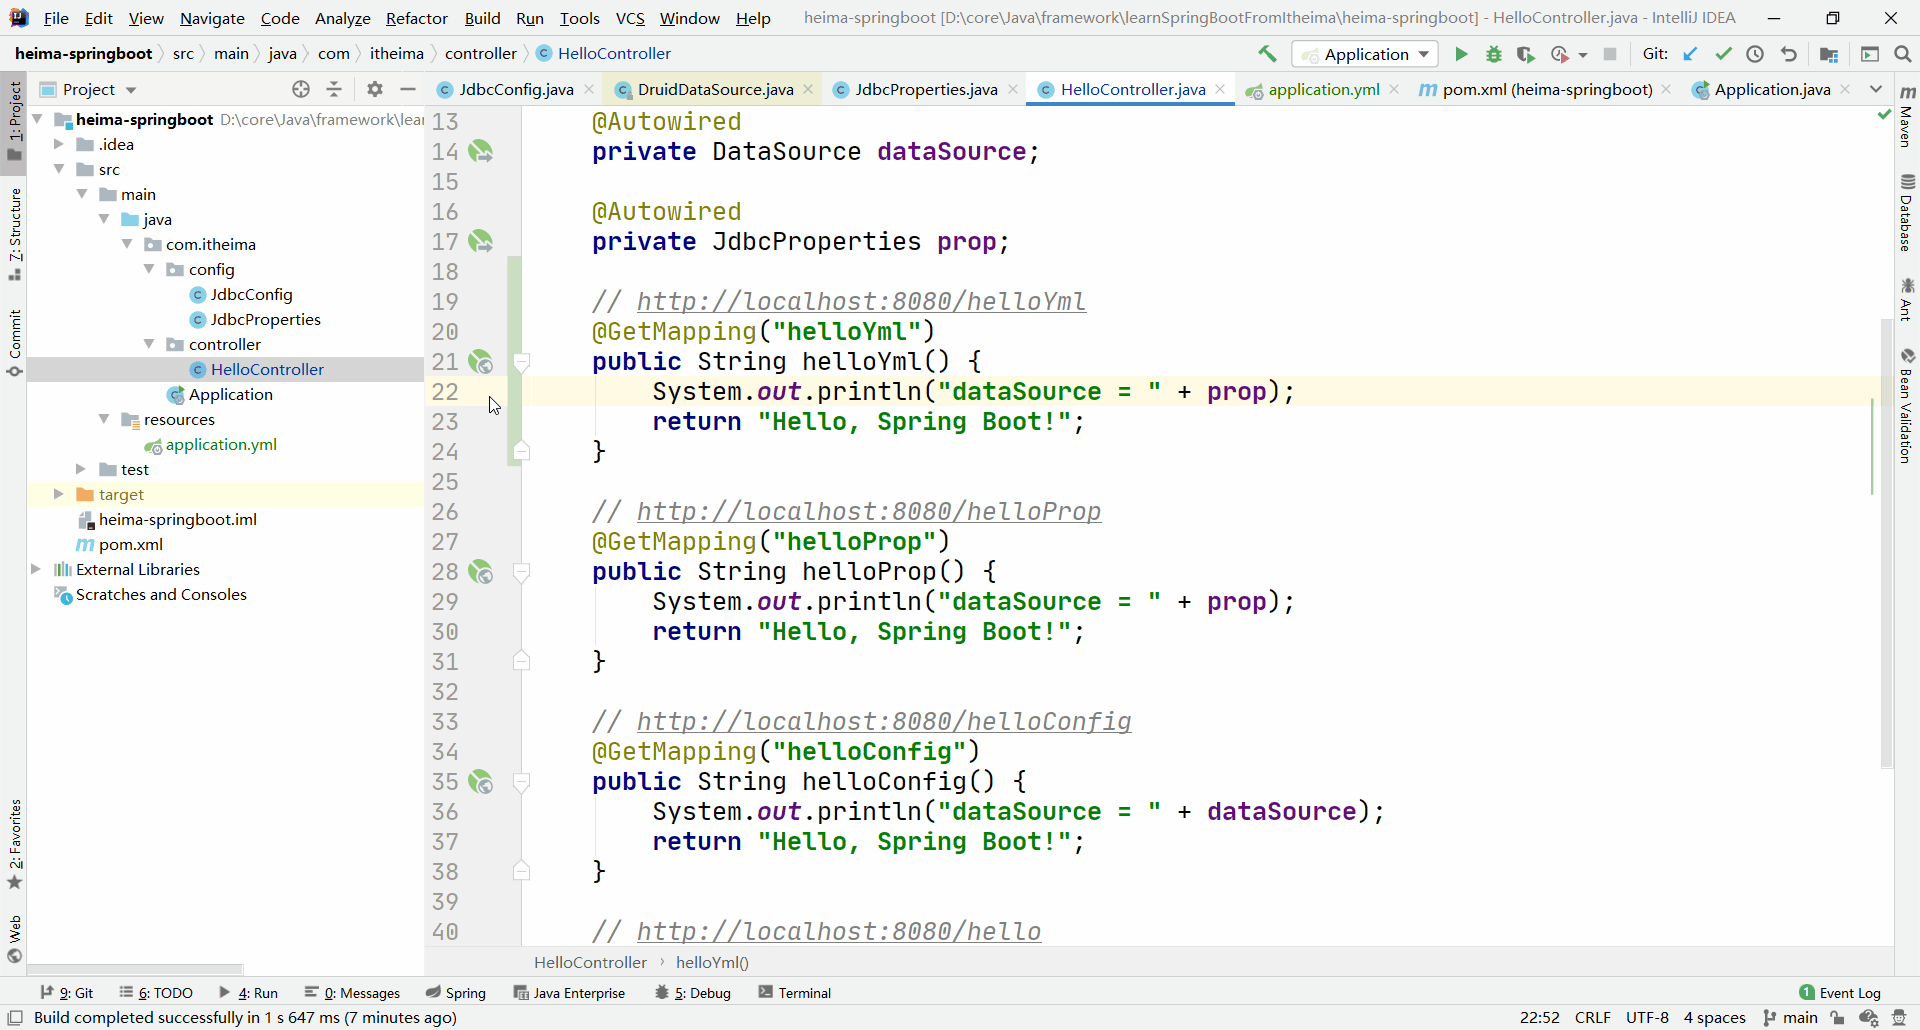 File Edit View Navigate Code Analyze Refactor Build Run Tools VCS Window Help heima-springboot [D:\core\Java\framework\learnSpringBootFromItheima\heima-springboot] - HelloController.java - IntelliJ IDEA
heima-springboot src main java com itheima controller HelloController Application Git:
Project
JdbcConfig.java DruidDataSource.java JdbcProperties.java HelloController.java application.yml pom.xml (heima-springboot) Application.java
heima-springboot D:\core\Java\framework\lear
.idea
src
main
java
com.itheima
config
JdbcConfig
JdbcProperties
controller
HelloController
Application
resources
application.yml
test
target
heima-springboot.iml
pom.xml
External Libraries
Scratches and Consoles
1: Project
7: Structure
Commit
2: Favorites
Web
13 @Autowired
14 private DataSource dataSource;
15
16 @Autowired
17 private JdbcProperties prop;
18
19 // http://localhost:8080/helloYml
20 @GetMapping("helloYml")
21 public String helloYml() {
22 System.out.println("dataSource = " + prop);
23 return "Hello, Spring Boot!";
24 }
25
26 // http://localhost:8080/helloProp
27 @GetMapping("helloProp")
28 public String helloProp() {
29 System.out.println("dataSource = " + prop);
30 return "Hello, Spring Boot!";
31 }
32
33 // http://localhost:8080/helloConfig
34 @GetMapping("helloConfig")
35 public String helloConfig() {
36 System.out.println("dataSource = " + dataSource);
37 return "Hello, Spring Boot!";
38 }
39
40 // http://localhost:8080/hello
Maven
Database
Ant
Bean Validation
HelloController › helloYml()
9: Git 6: TODO 4: Run 0: Messages Spring Java Enterprise 5: Debug Terminal 1 Event Log
Build completed successfully in 1 s 647 ms (7 minutes ago) 22:52 CRLF UTF-8 4 spaces main